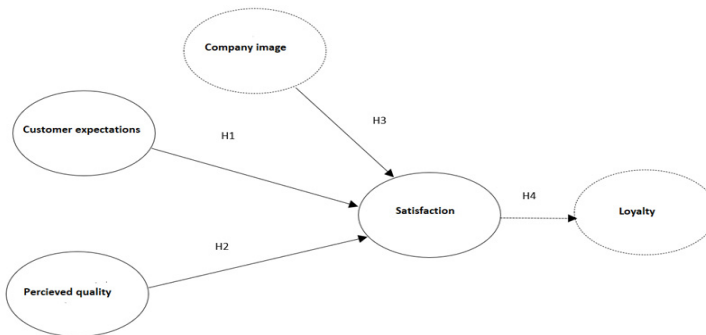 Company image
H3
Customer expectations
H1
H4
Satisfaction
Loyalty
H2
Percieved quality